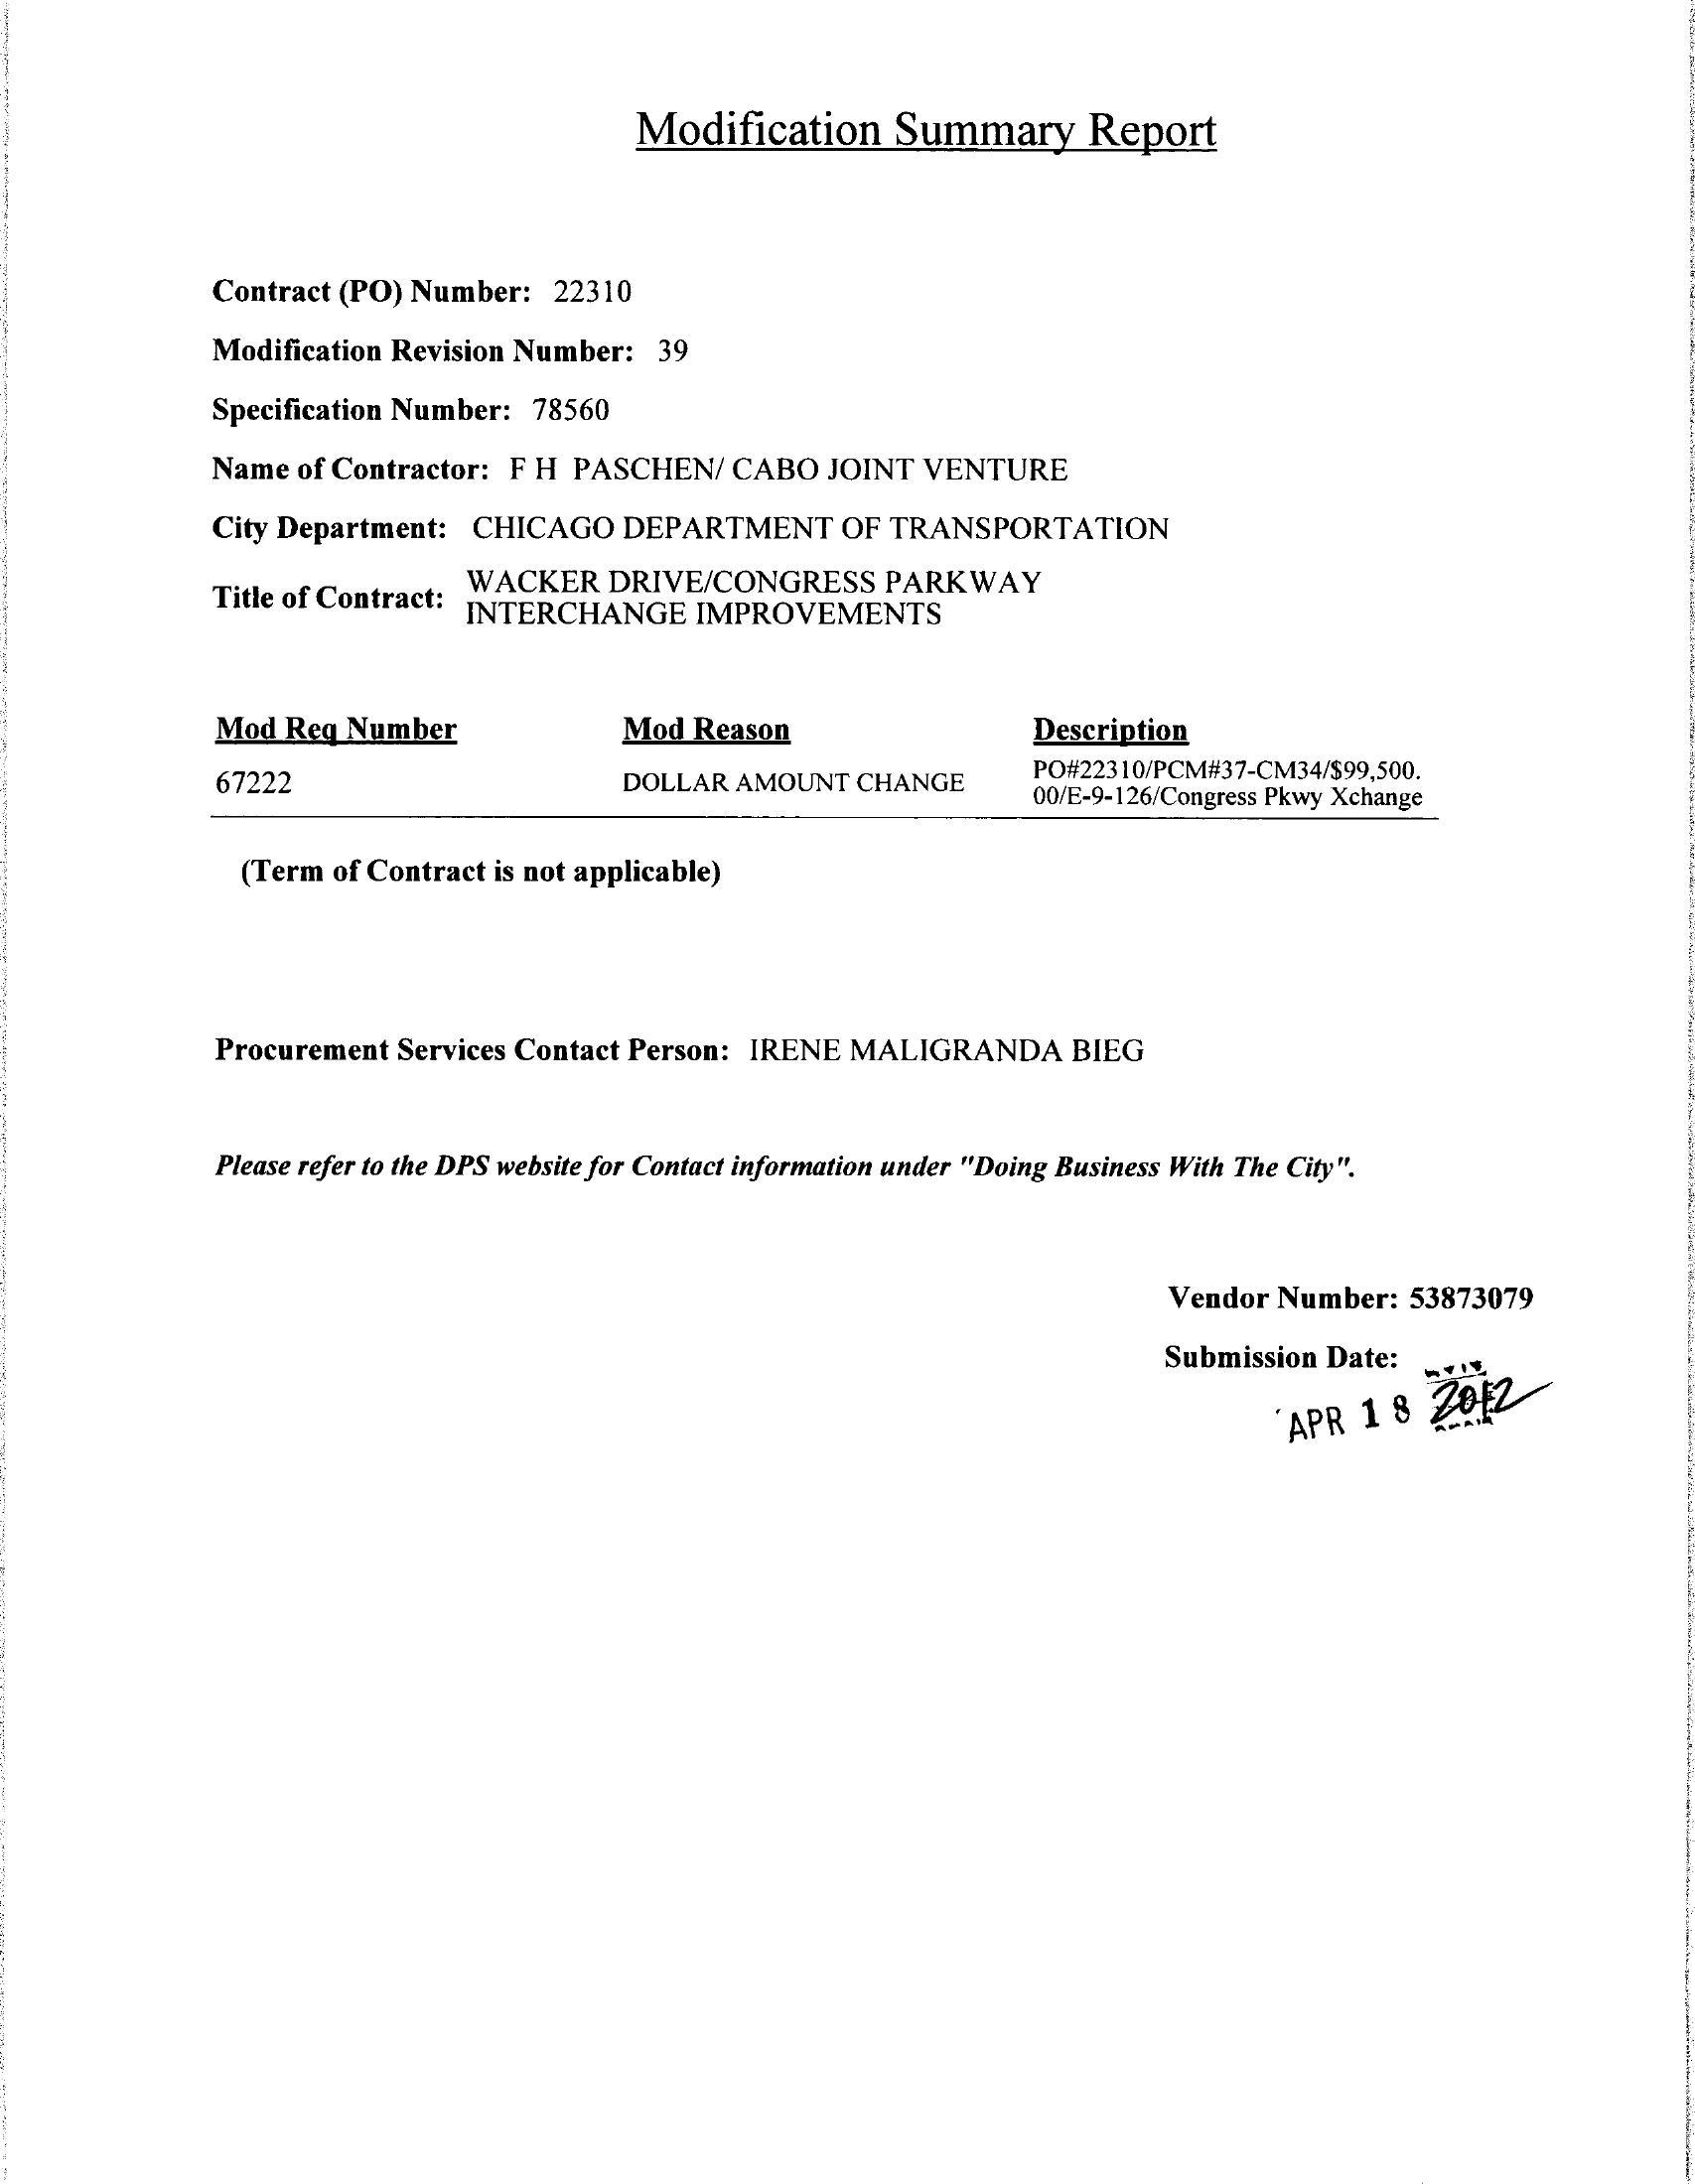 Modification Summary Report
Contract (PO) Number: 22310
Modification Revision Number: 39
Specification Number: 78560
Name of Contractor: F H PASCHEN/ CABO JOINT VENTURE
City Department: CHICAGO DEPARTMENT OF TRANSPORTATION
Title of Contract: WACKER DRIVE/CONGRESS PARKWAY
INTERCHANGE IMPROVEMENTS
Mod Req Number Mod Reason Description
67222 DOLLAR AMOUNT CHANGE PO#22310/PCM#37-CM34/$99,500.
00/E-9-126/Congress Pkwy Xchange
(Term of Contract is not applicable)
Procurement Services Contact Person: IRENE MALIGRANDA BIEG
Please refer to the DPS website for Contact information under "Doing Business With The City".
Vendor Number: 53873079
Submission Date:
APR 18 2012